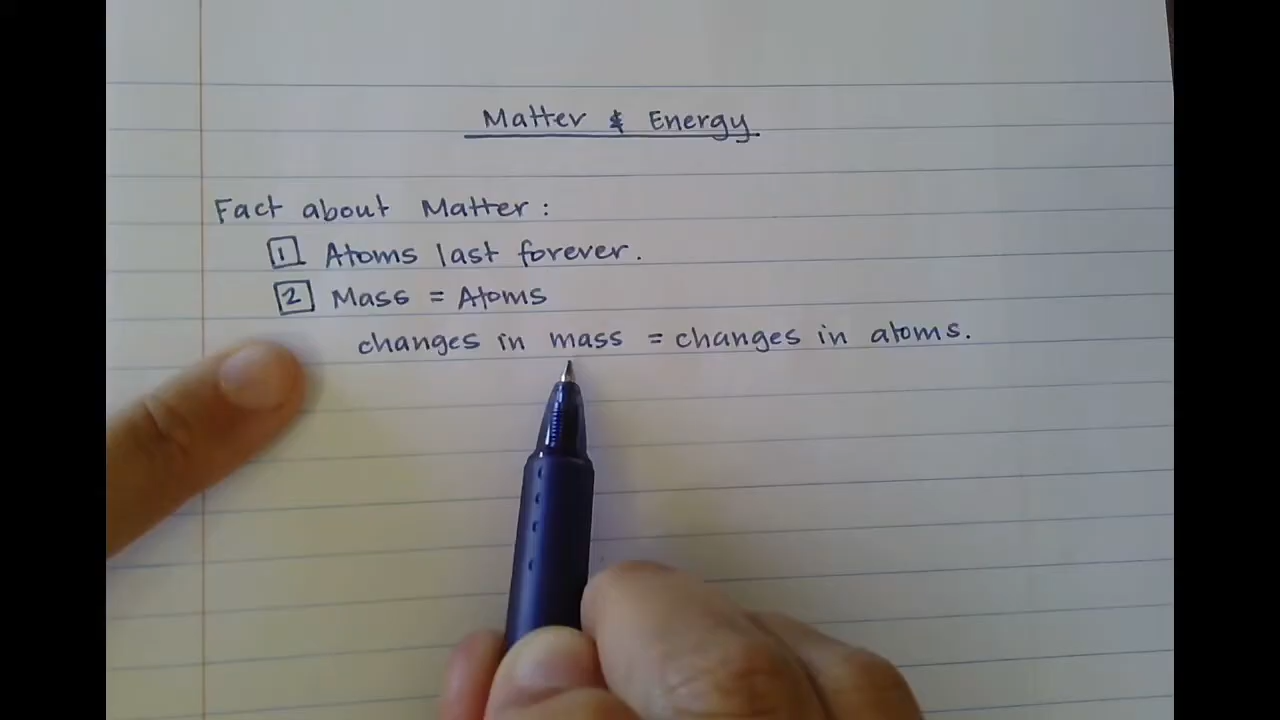 Matter & Energy
Fact about Matter:
1 Atoms last forever.
2 Mass = Atoms
changes in mass = changes in atoms.